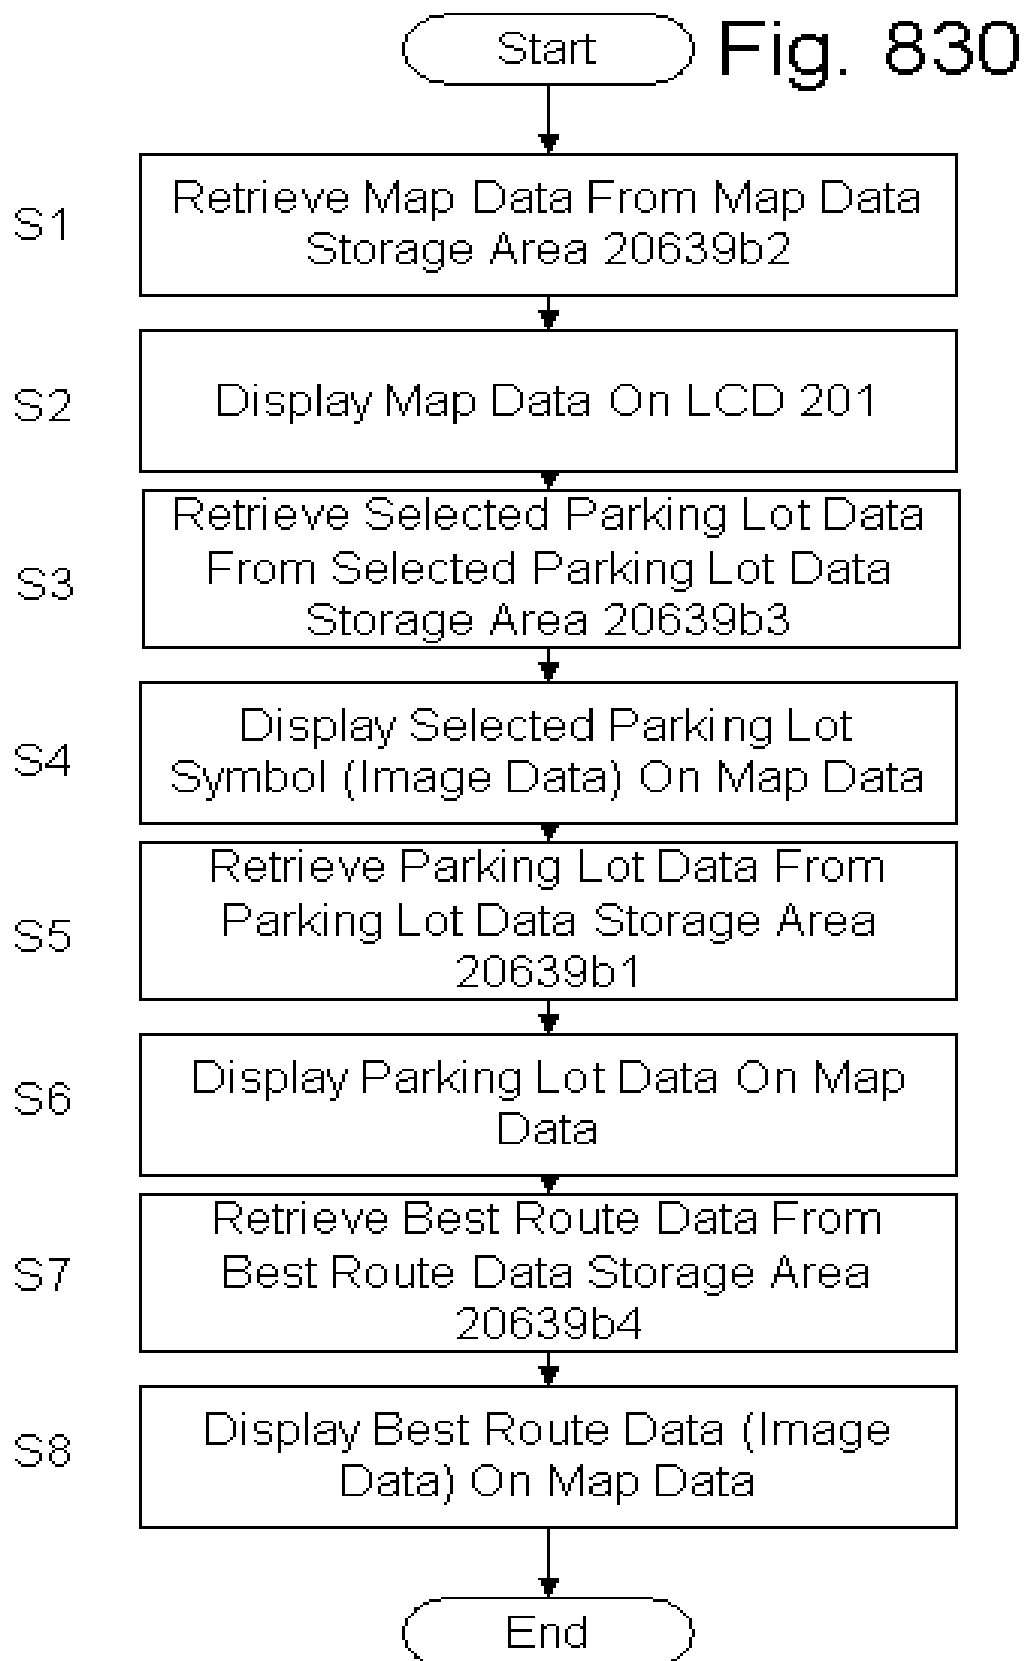 Start
Fig. 830
S1
Retrieve Map Data From Map Data
Storage Area 20639b2
S2
Display Map Data On LCD 201
S3
Retrieve Selected Parking Lot Data
From Selected Parking Lot Data
Storage Area 20639b3
S4
Display Selected Parking Lot
Symbol (Image Data) On Map Data
S5
Retrieve Parking Lot Data From
Parking Lot Data Storage Area
20639b1
S6
Display Parking Lot Data On Map
Data
S7
Retrieve Best Route Data From
Best Route Data Storage Area
20639b4
S8
Display Best Route Data (Image
Data) On Map Data
End